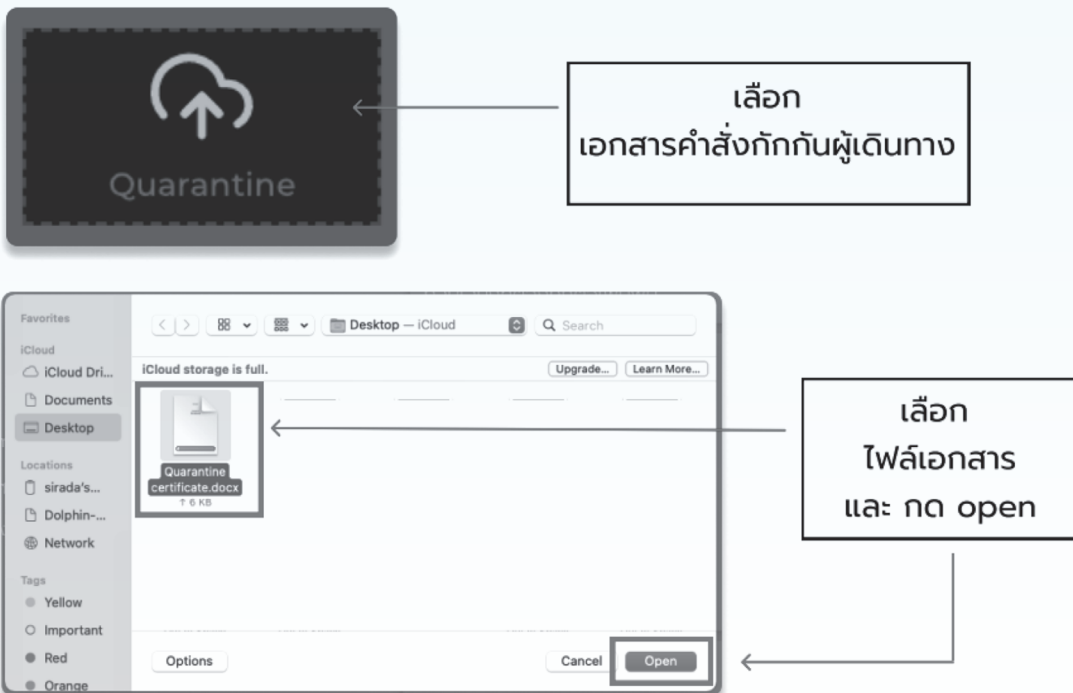 Quarantine
เลือก
เอกสารคำสั่งกักกันผู้เดินทาง
Favorites
iCloud
iCloud Dri...
Documents
Desktop
Locations
sirada's...
Dolphin-...
Network
Tags
Yellow
Important
Red
Orange
Desktop — iCloud
Search
iCloud storage is full.
Upgrade...
Learn More...
Quarantine
certificate.docx
↑ 6 KB
Options
Cancel
Open
เลือก
ไฟล์เอกสาร
และ กด open